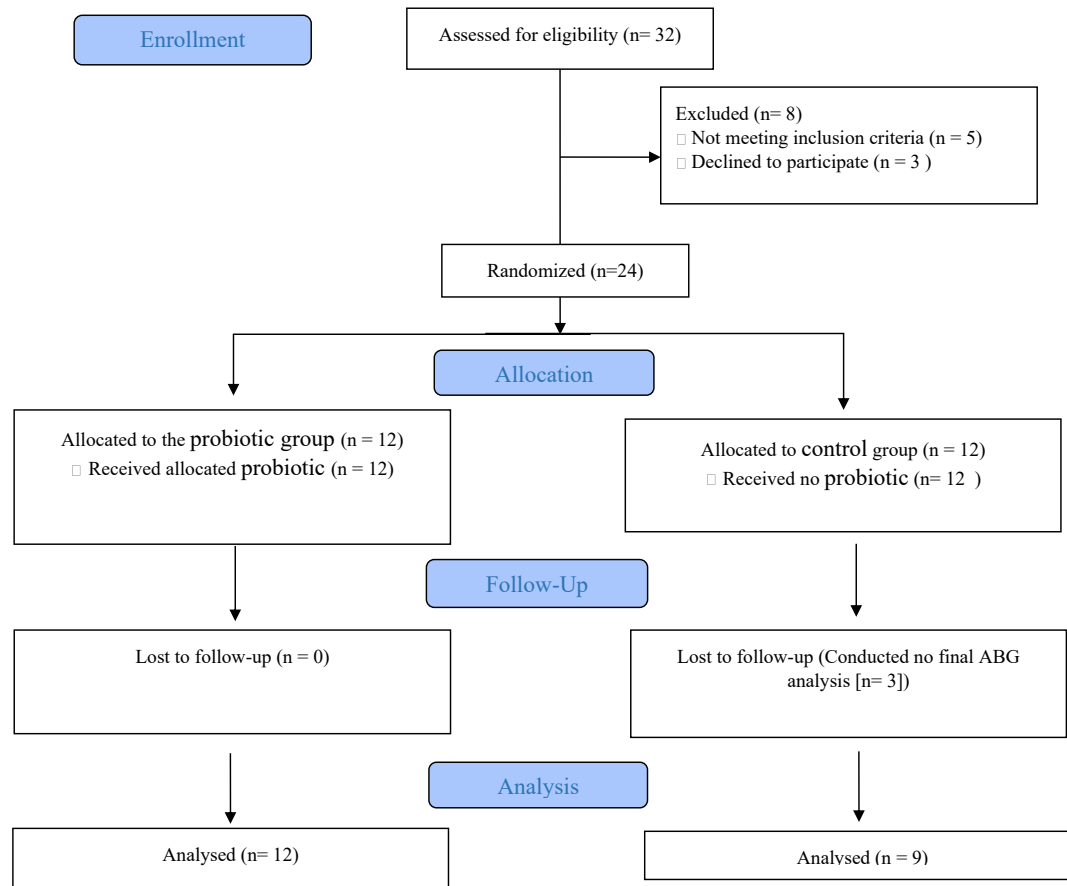 Enrollment
Assessed for eligibility (n= 32)
Excluded (n= 8)
□ Not meeting inclusion criteria (n = 5)
□ Declined to participate (n = 3 )
Randomized (n=24)
Allocation
Allocated to the probiotic group (n = 12)
□ Received allocated probiotic (n = 12)
Allocated to control group (n = 12)
□ Received no probiotic (n= 12 )
Follow-Up
Lost to follow-up (n = 0)
Lost to follow-up (Conducted no final ABG
analysis [n= 3])
Analysis
Analysed (n= 12)
Analysed (n = 9)